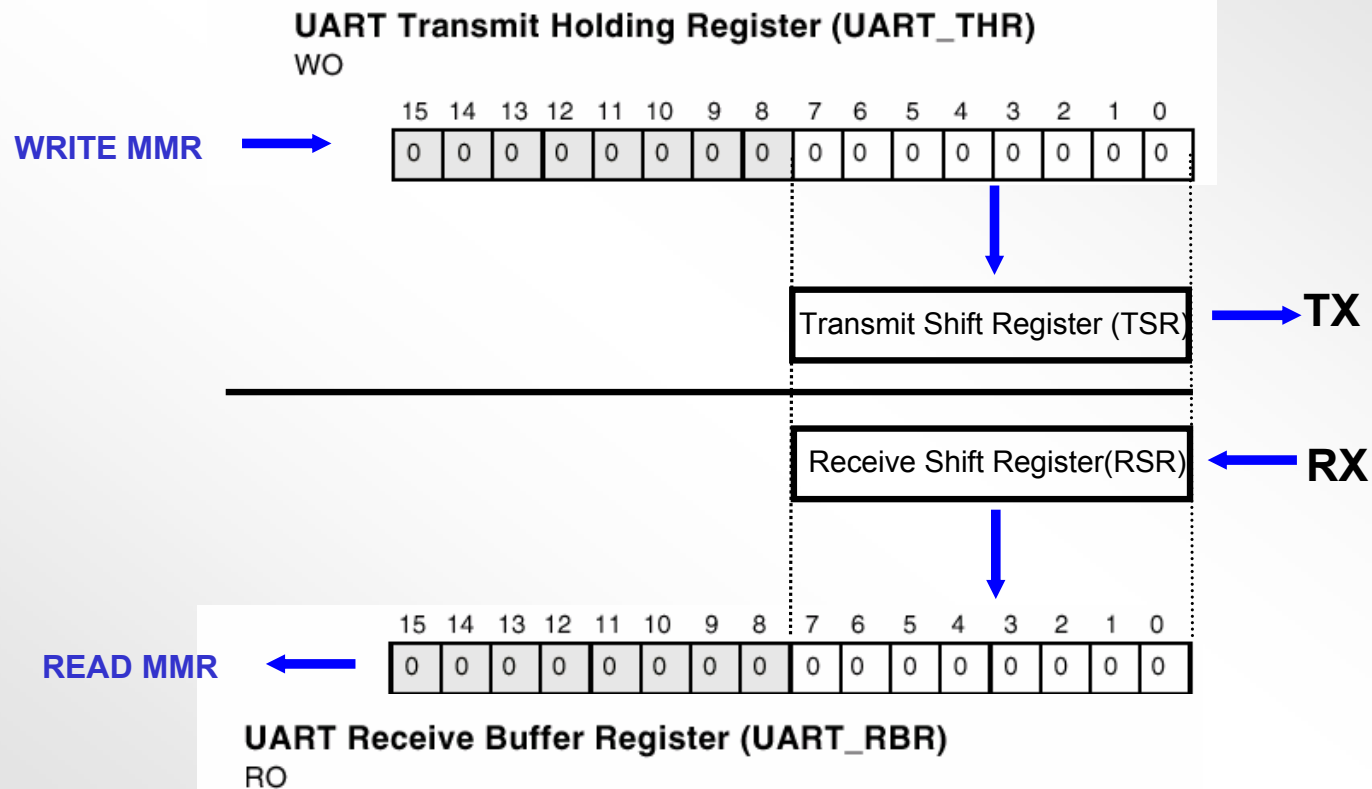 UART Transmit Holding Register (UART_THR)
WO
15 14 13 12 11 10 9 8 7 6 5 4 3 2 1 0
WRITE MMR
0 0 0 0 0 0 0 0 0 0 0 0 0 0 0 0
Transmit Shift Register (TSR)
TX
Receive Shift Register(RSR)
RX
15 14 13 12 11 10 9 8 7 6 5 4 3 2 1 0
READ MMR
0 0 0 0 0 0 0 0 0 0 0 0 0 0 0 0
UART Receive Buffer Register (UART_RBR)
RO